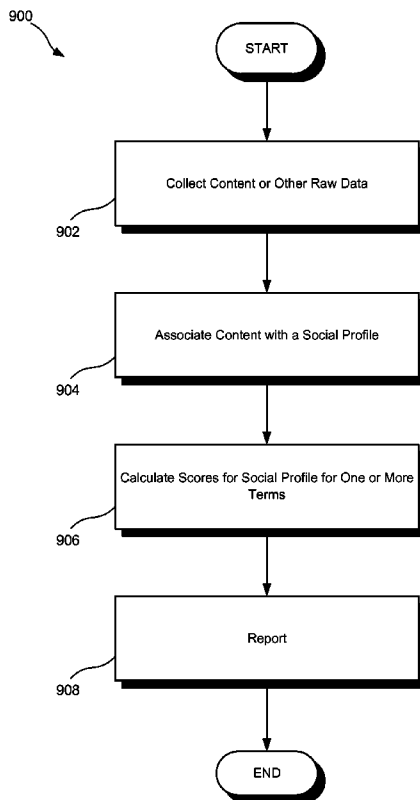 900
START
Collect Content or Other Raw Data
902
Associate Content with a Social Profile
904
Calculate Scores for Social Profile for One or More
Terms
906
Report
908
END